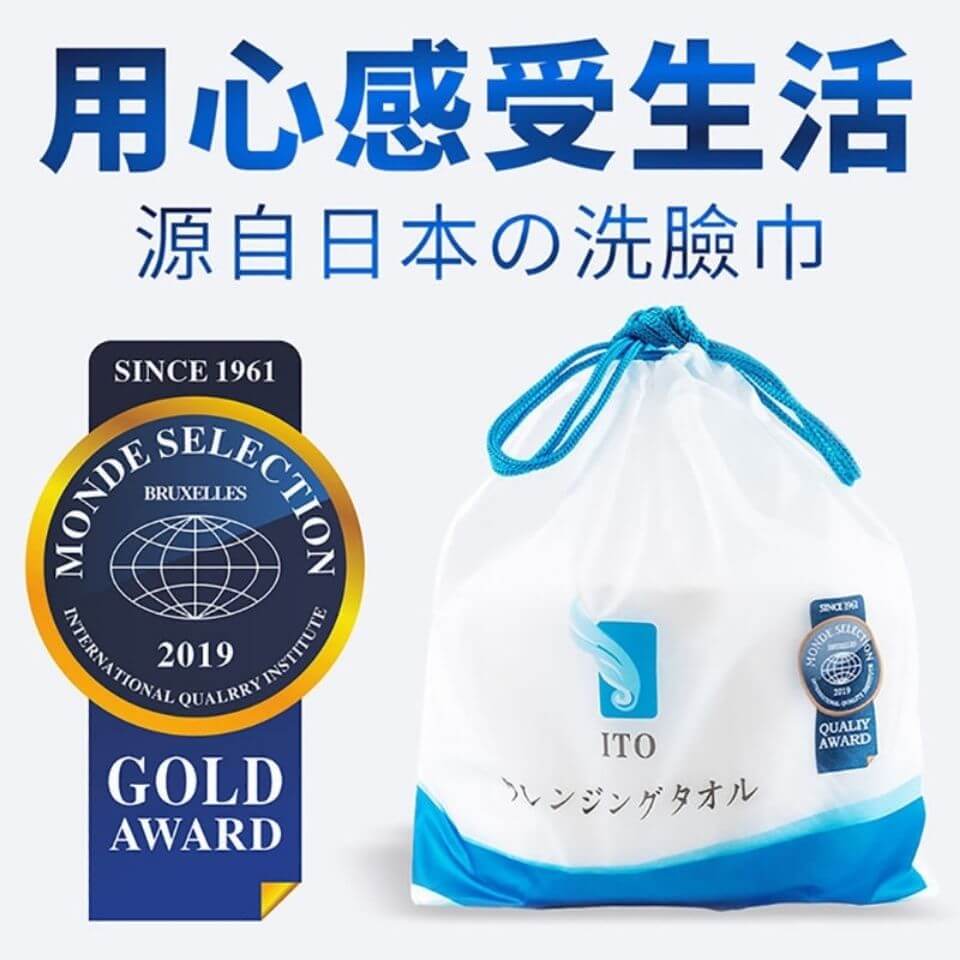 用心感受生活
源自日本の洗臉巾
SINCE 1961
MONDE SELECTION
BRUXELLES
2019
INTERNATIONAL QUALRRY INSTITUTE
GOLD
AWARD
SINCE 1961
MONDE SELECTION
BRUXELLES
2019
QUALIY
AWARD
ITO
クレンジングタオル